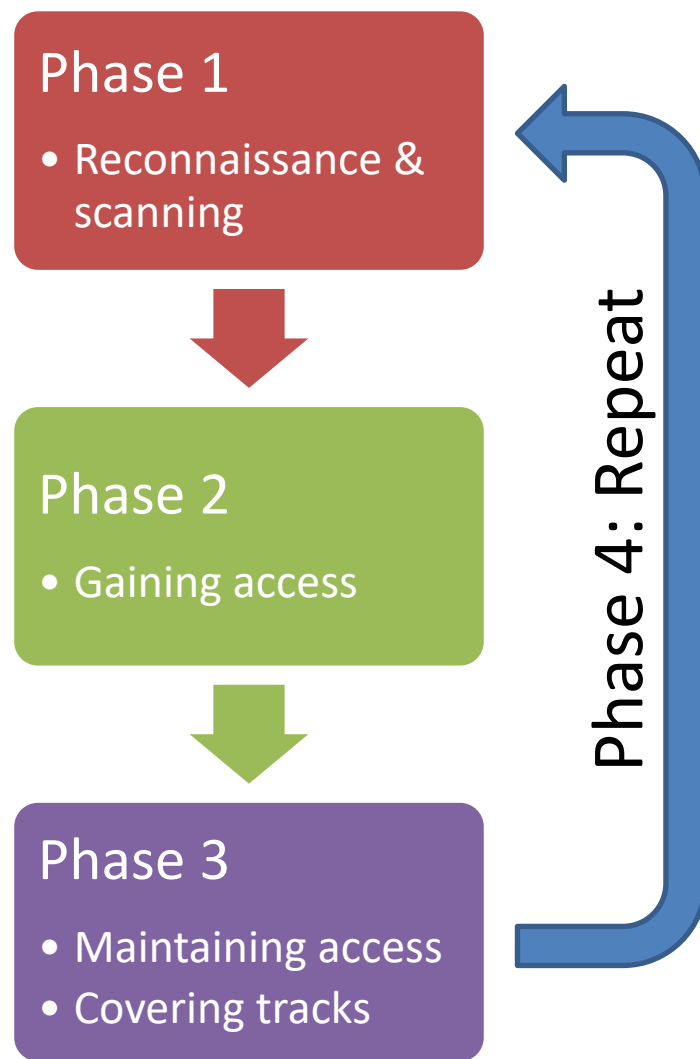 Phase 1
• Reconnaissance &
scanning
Phase 2
• Gaining access
Phase 3
• Maintaining access
• Covering tracks
Phase 4: Repeat